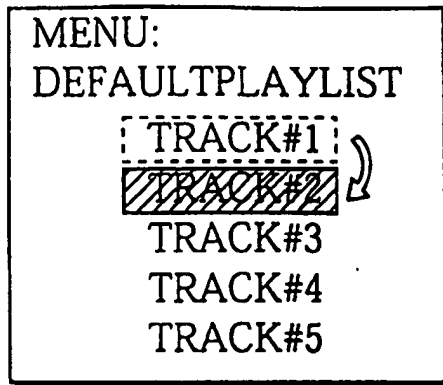 MENU:
DEFAULTPLAYLIST
TRACK#1
TRACK#2
TRACK#3
TRACK#4
TRACK#5